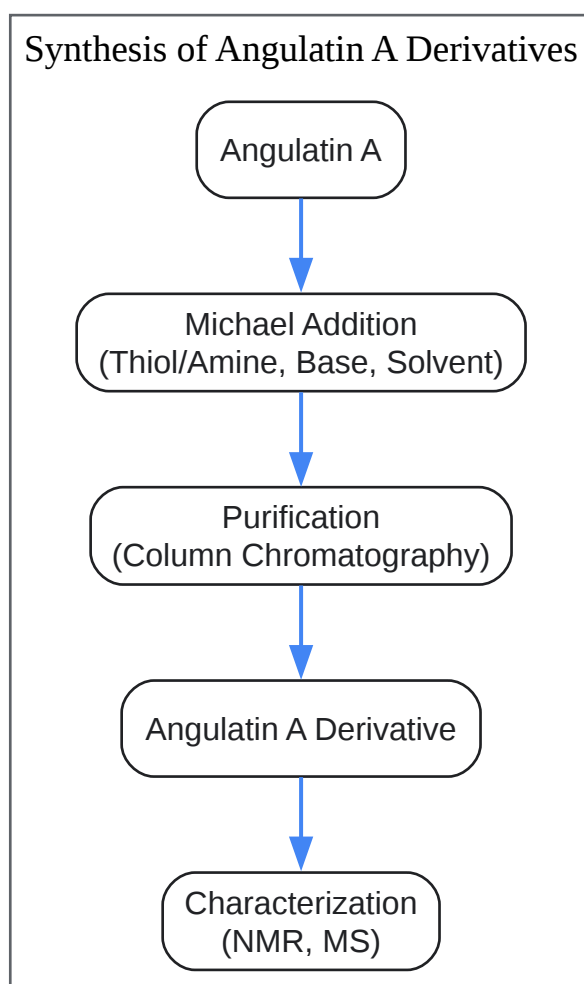 Synthesis of Angulatin A Derivatives
Angulatin A
Michael Addition
(Thiol/Amine, Base, Solvent)
Purification
(Column Chromatography)
Angulatin A Derivative
Characterization
(NMR, MS)